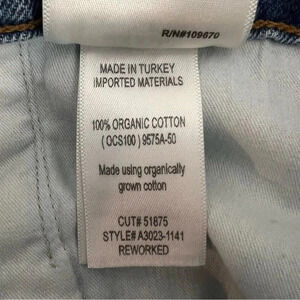 R/N#109670
MADE IN TURKEY
IMPORTED MATERIALS
100% ORGANIC COTTON
( OCS100 ) 9575A-50
Made using organically
grown cotton
CUT# 51875
STYLE# A3023-1141
REWORKED